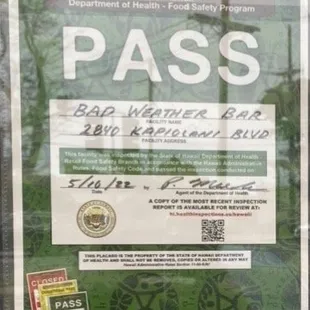 Department of Health - Food Safety Program
PASS
BAD WEATHER BAR
FACILITY NAME
2840 KAPIOLANI BLVD
FACILITY ADDRESS
This facility was inspected by the State of Hawaii Department of Health
Food Safety Branch in accordance with the Hawaii Administrative
Rules, Food Safety Code and passed the inspection conducted on:
5/10/22 by
Date
Agent of the Department of Health
A COPY OF THE MOST RECENT INSPECTION
REPORT IS AVAILABLE FOR REVIEW AT:
hi.healthinspections.us/hawaii/
THIS PLACARD IS THE PROPERTY OF THE STATE OF HAWAII DEPARTMENT
OF HEALTH AND SHALL NOT BE REMOVED, COPIED OR ALTERED IN ANY WAY
CLOSED
PASS